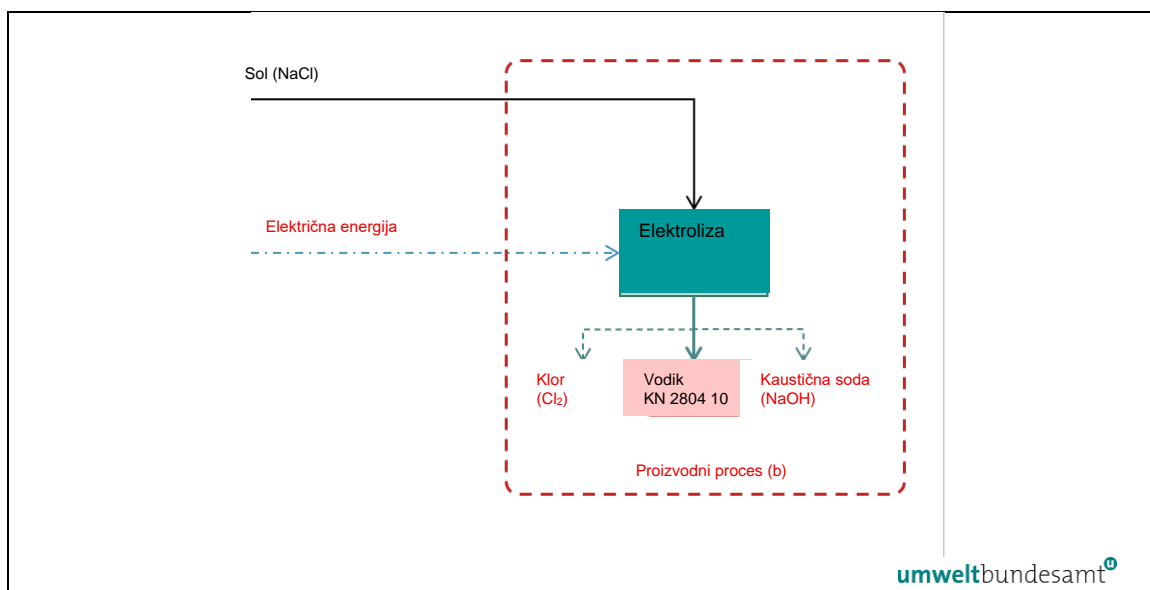 Sol (NaCl)
Električna energija
Elektroliza
Klor
(Cl₂)
Vodik
KN 2804 10
Kaustična soda
(NaOH)
Proizvodni proces (b)
umweltbundesamt
u